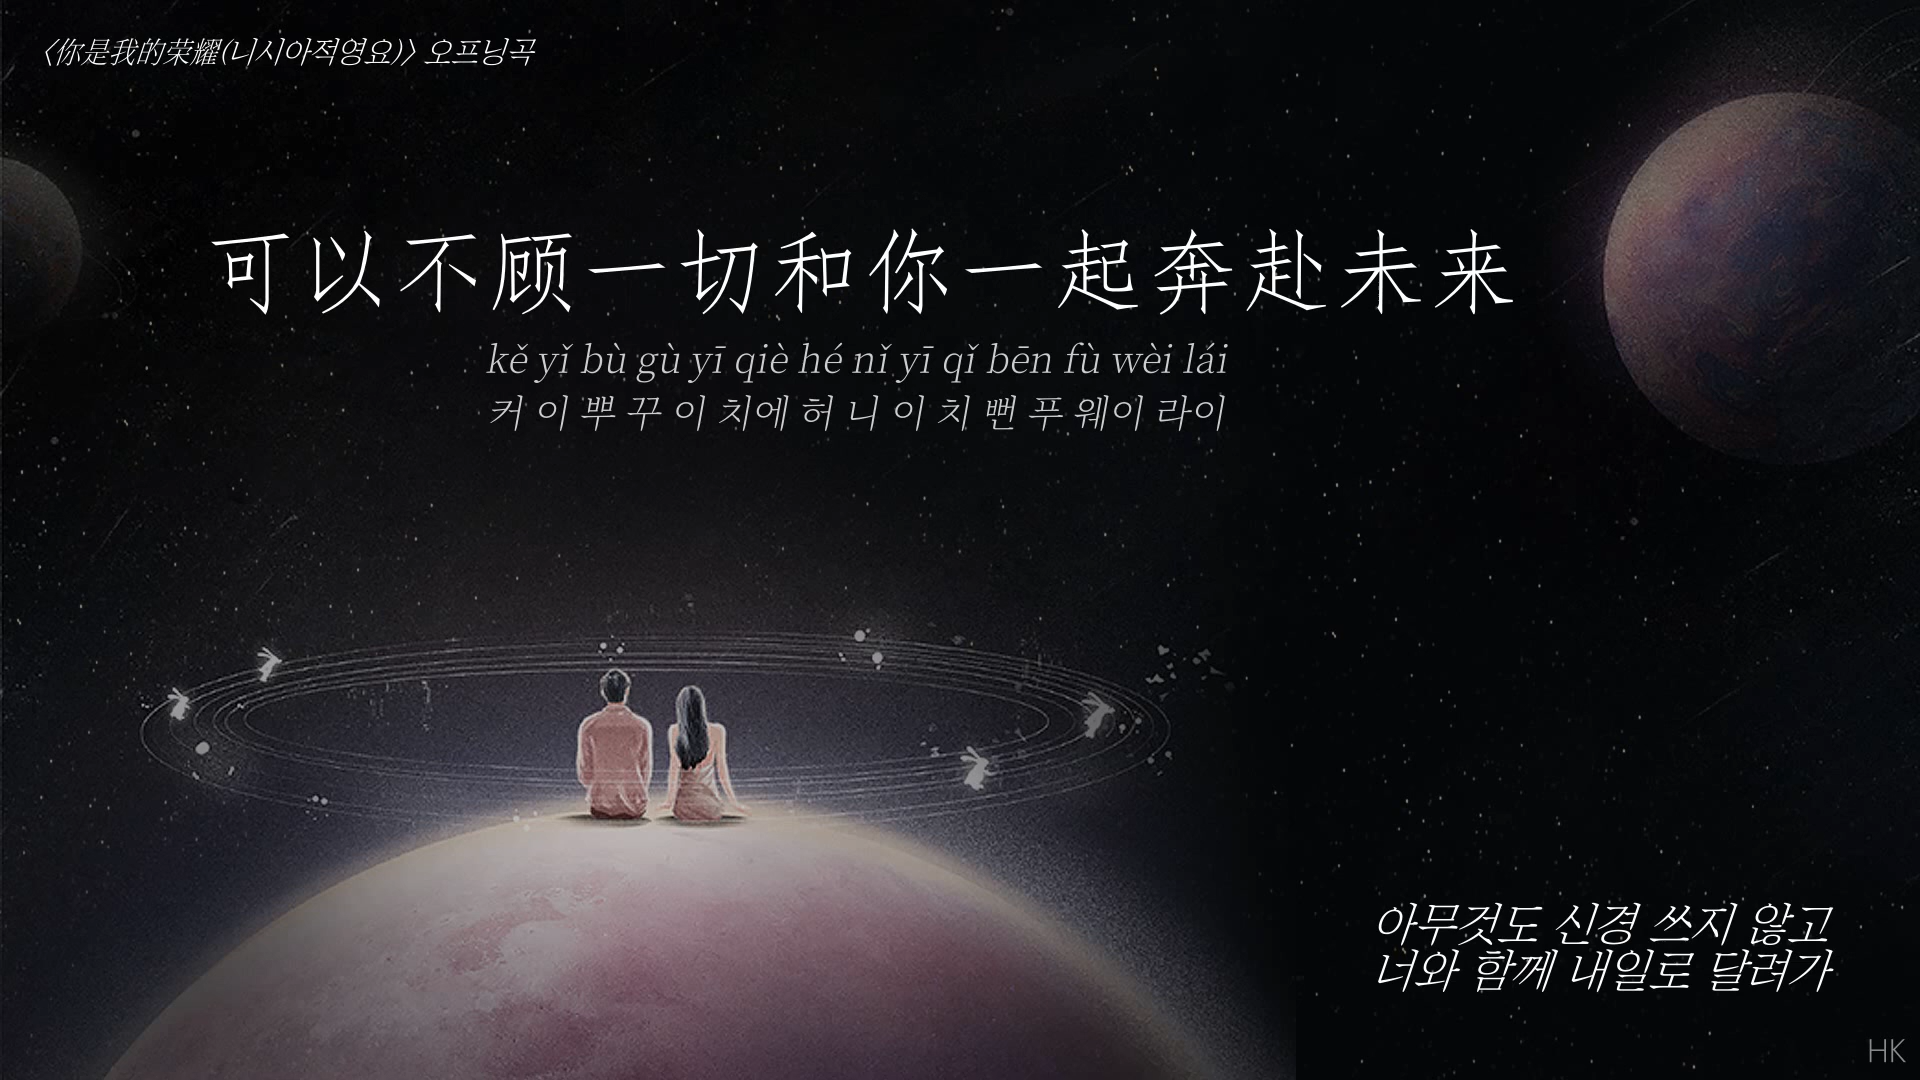 〈你是我的荣耀(니시아적영요)〉 오프닝곡
可以不顾一切和你一起奔赴未来
kě yǐ bù gù yī qiè hé nǐ yī qǐ bēn fù wèi lái
커 이 뿌 꾸 이 치에 허 니 이 치 뻔 푸 웨이 라이
아무것도 신경 쓰지 않고
너와 함께 내일로 달려가
HK